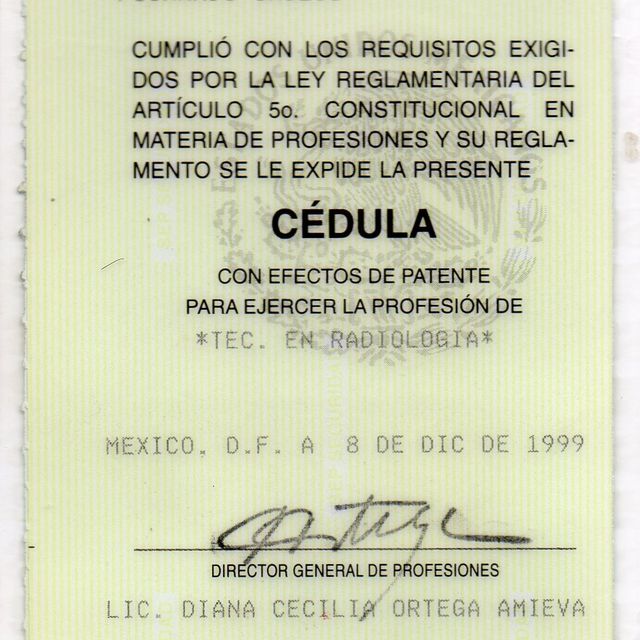 CUMPLIÓ CON LOS REQUISITOS EXIGI-
DOS POR LA LEY REGLAMENTARIA DEL
ARTÍCULO 5o. CONSTITUCIONAL EN
MATERIA DE PROFESIONES Y SU REGLA-
MENTO SE LE EXPIDE LA PRESENTE
CÉDULA
CON EFECTOS DE PATENTE
PARA EJERCER LA PROFESIÓN DE
*TEC. EN RADIOLOGIA*
MEXICO, D.F. A 8 DE DIC DE 1999
DIRECTOR GENERAL DE PROFESIONES
LIC. DIANA CECILIA ORTEGA AMIEVA